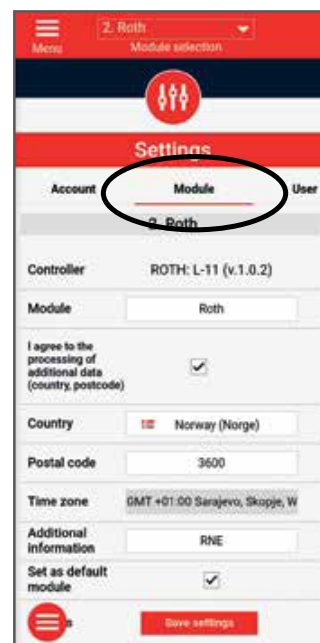 2. Roth
Menu
Module selection
Settings
Account Module User
2. Roth
Controller ROTH: L-11 (v.1.0.2)
Module Roth
I agree to the
processing of
additional data
(country, postcode)
Country Norway (Norge)
Postal code 3600
Time zone GMT +01:00 Sarajevo, Skopje, W
Additional
information RNE
Set as default
module
Save settings